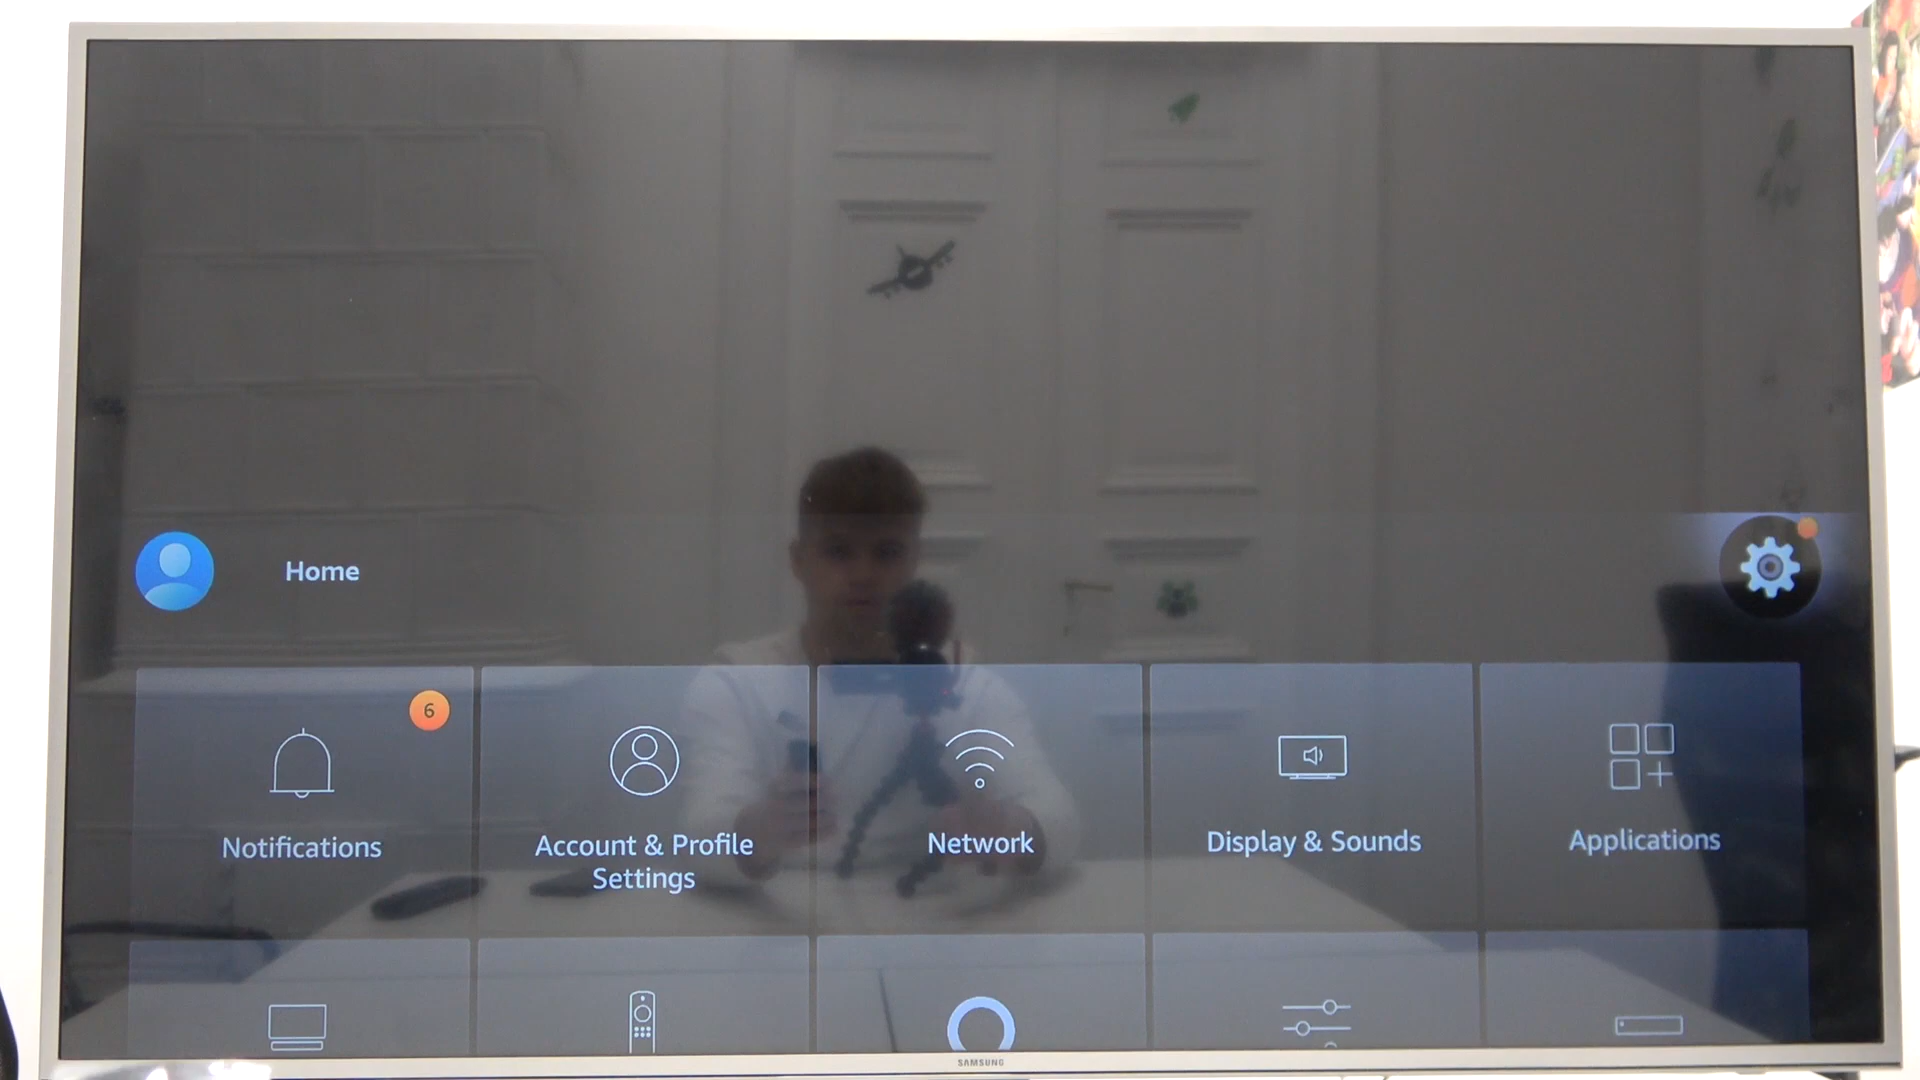 Home
6
Notifications
Account & Profile
Settings
Network
Display & Sounds
Applications
SAMSUNG